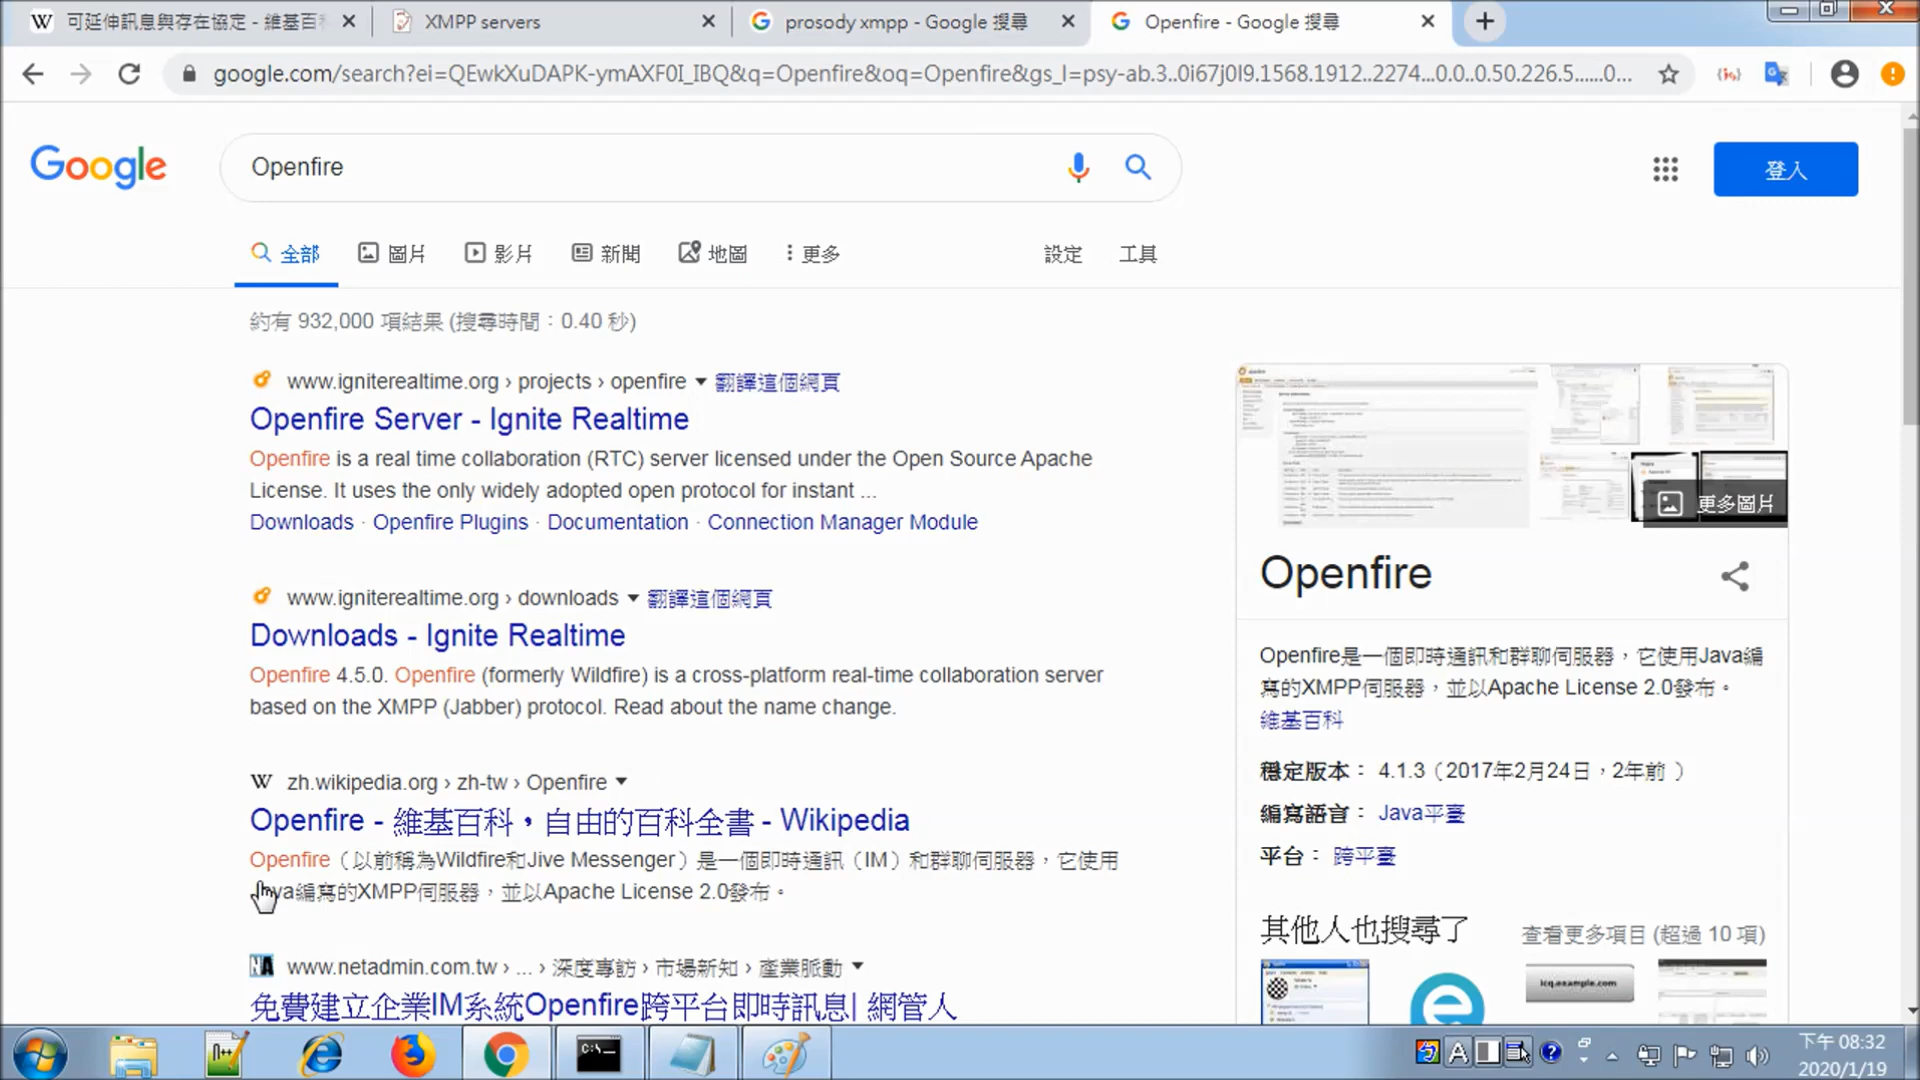 可延伸訊息與存在協定 - 維基百
XMPP servers
prosody xmpp - Google 搜尋
Openfire - Google 搜尋
google.com/search?ei=QEwkXuDAPK-ymAXF0I_IBQ&q=Openfire&oq=Openfire&gs_l=psy-ab.3..0i67j0l9.1568.1912..2274...0.0..0.50.226.5......0...
Google
Openfire
登入
全部
圖片
影片
新聞
地圖
更多
設定
工具
約有 932,000 項結果 (搜尋時間：0.40 秒)
www.igniterealtime.org › projects › openfire 翻譯這個網頁
Openfire Server - Ignite Realtime
Openfire is a real time collaboration (RTC) server licensed under the Open Source Apache
License. It uses the only widely adopted open protocol for instant ...
Downloads · Openfire Plugins · Documentation · Connection Manager Module
www.igniterealtime.org › downloads 翻譯這個網頁
Downloads - Ignite Realtime
Openfire 4.5.0. Openfire (formerly Wildfire) is a cross-platform real-time collaboration server
based on the XMPP (Jabber) protocol. Read about the name change.
zh.wikipedia.org › zh-tw › Openfire
Openfire - 維基百科，自由的百科全書 - Wikipedia
Openfire（以前稱為Wildfire和Jive Messenger）是一個即時通訊（IM）和群聊伺服器，它使用
Java編寫的XMPP伺服器，並以Apache License 2.0發布。
www.netadmin.com.tw › ... › 深度專訪 › 市場新知 › 產業脈動
免費建立企業IM系統Openfire跨平台即時訊息| 網管人
更多圖片
Openfire
Openfire是一個即時通訊和群聊伺服器，它使用Java編
寫的XMPP伺服器，並以Apache License 2.0發布。
維基百科
穩定版本： 4.1.3（2017年2月24日，2年前 ）
編寫語言： Java平臺
平台： 跨平臺
其他人也搜尋了
查看更多項目 (超過 10 項)
icq.example.com
下午 08:32
2020/1/19